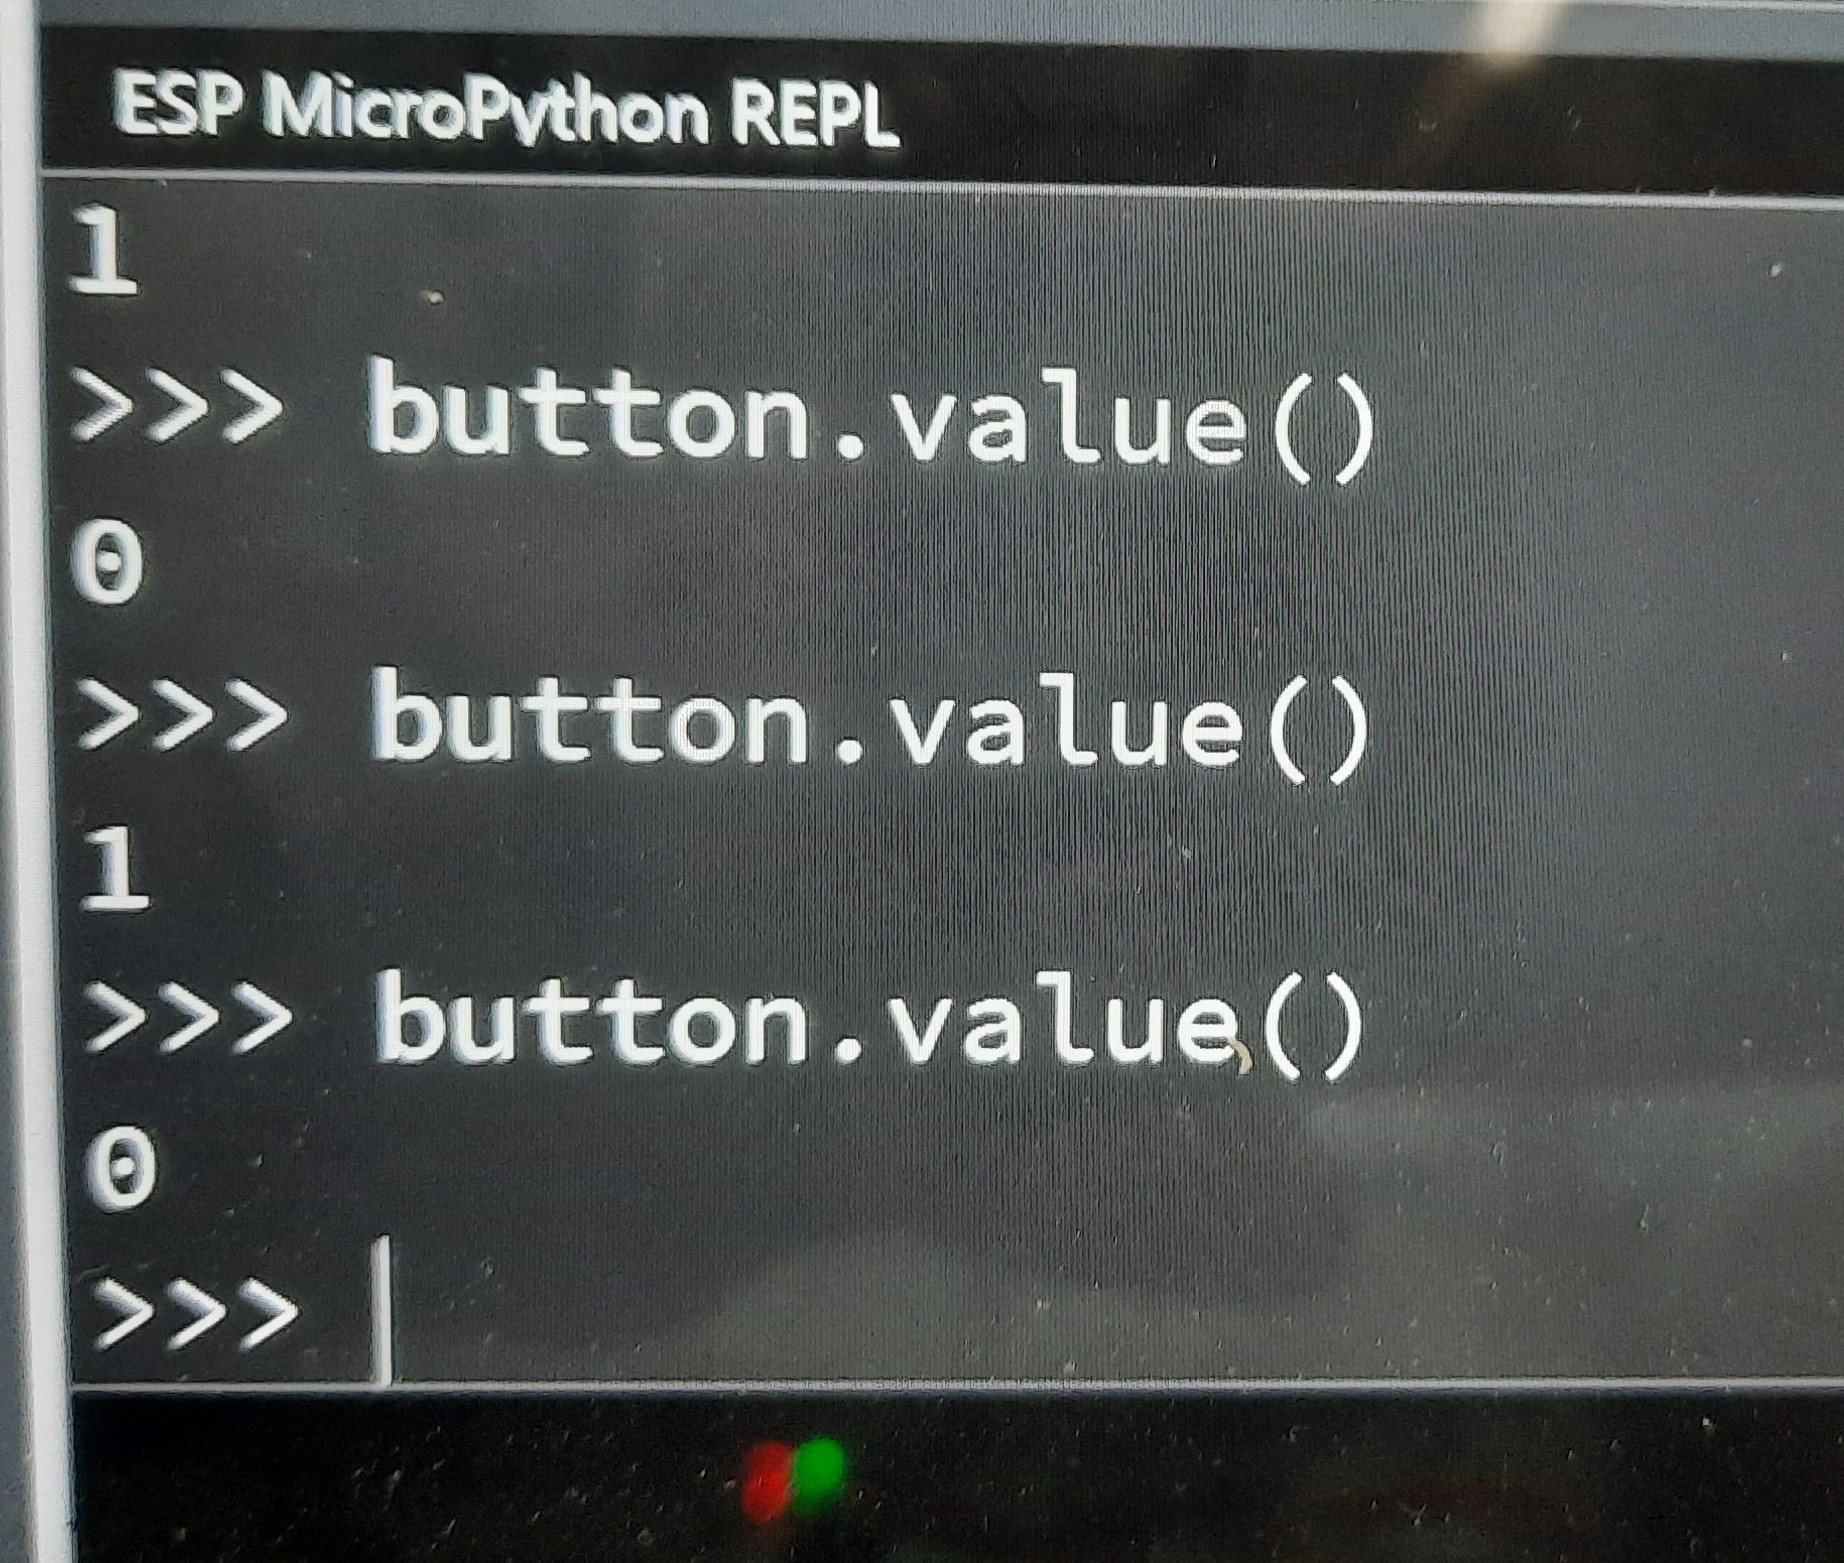 ESP MicroPython REPL
1
>>> button.value()
0
>>> button.value()
1
>>> button.value()
0
>>>